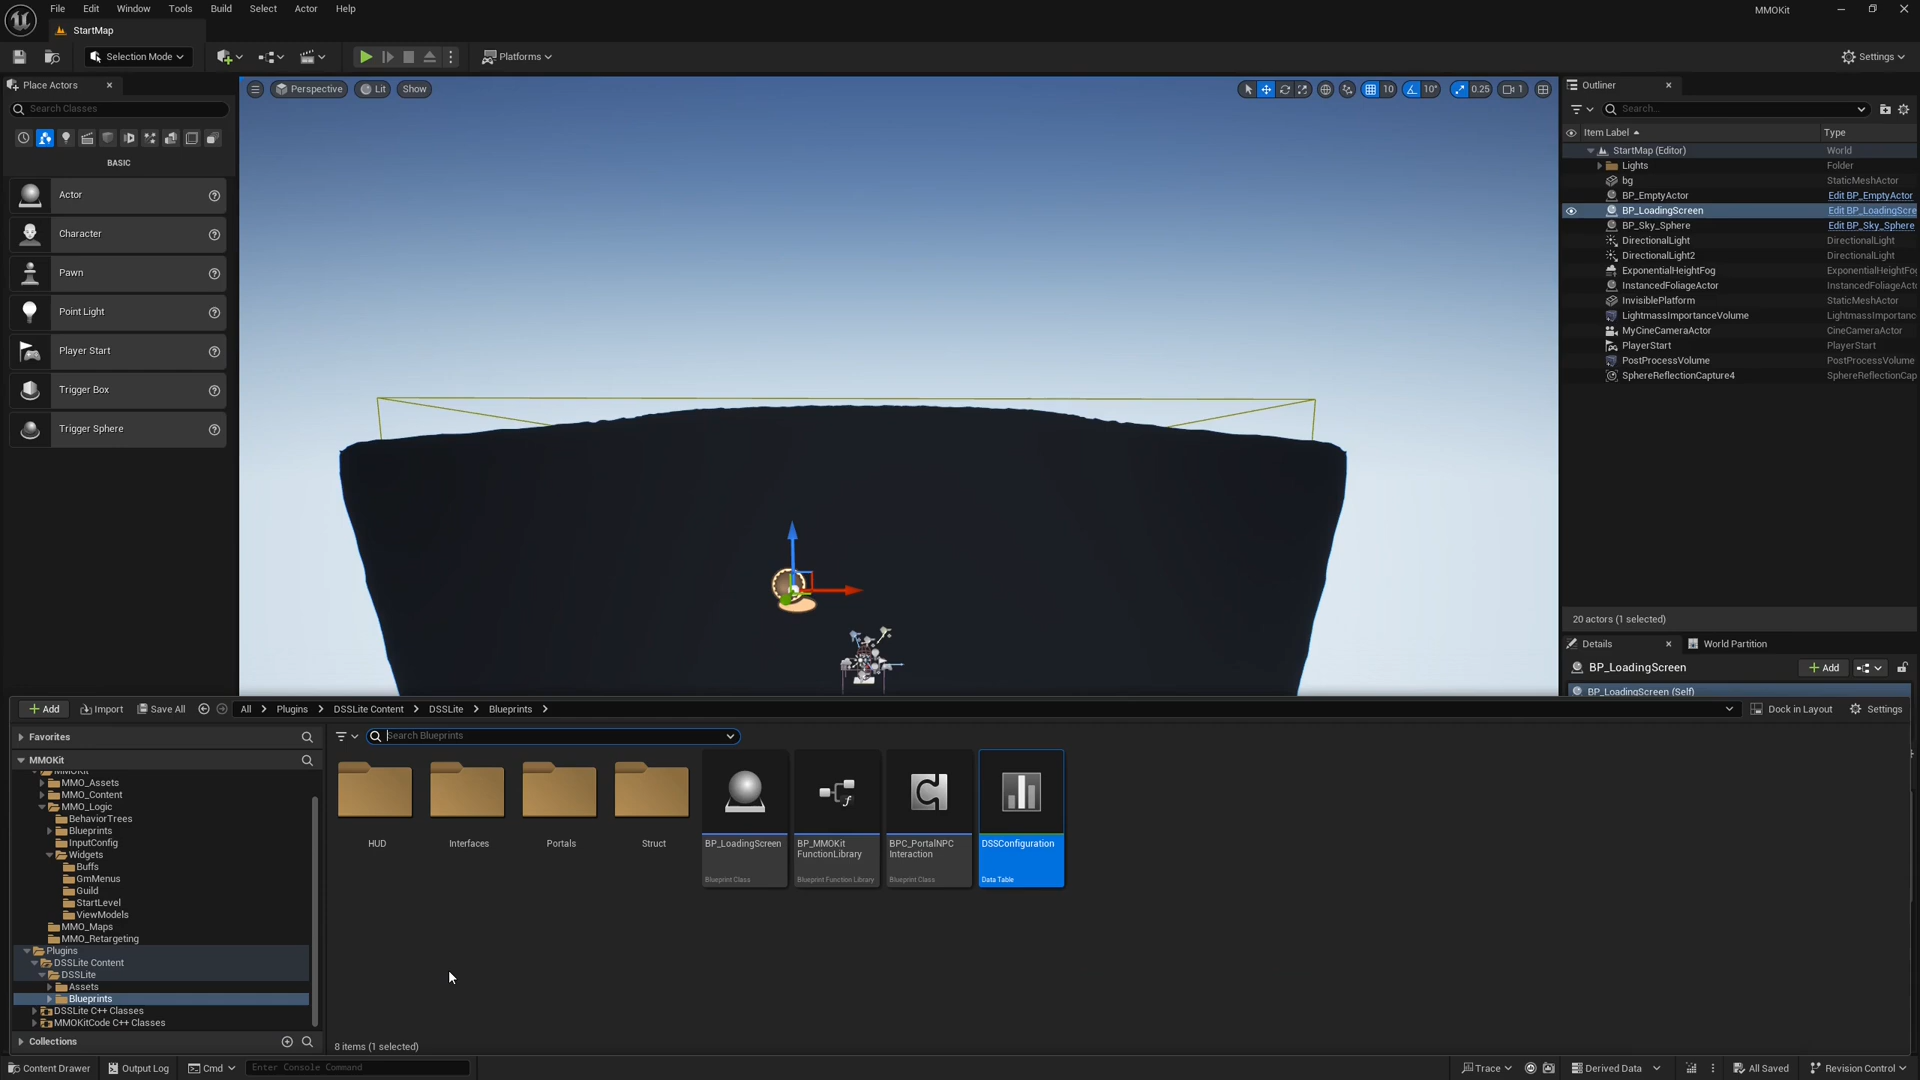 File Edit Window Tools Build Select Actor Help
MMOKit
StartMap
Selection Mode
Platforms
Settings
Place Actors
Search Classes
BASIC
Actor
Character
Pawn
Point Light
Player Start
Trigger Box
Trigger Sphere
Perspective Lit Show
10 10° 0.25 1
Outliner
Search...
Item Label Type
StartMap (Editor) World
Lights Folder
bg StaticMeshActor
BP_EmptyActor Edit BP_EmptyActor
BP_LoadingScreen Edit BP_LoadingScre
BP_Sky_Sphere Edit BP_Sky_Sphere
DirectionalLight DirectionalLight
DirectionalLight2 DirectionalLight
ExponentialHeightFog ExponentialHeightFog
InstancedFoliageActor InstancedFoliageActo
InvisiblePlatform StaticMeshActor
LightmassImportanceVolume LightmassImportanc
MyCineCameraActor CineCameraActor
PlayerStart PlayerStart
PostProcessVolume PostProcessVolume
SphereReflectionCapture4 SphereReflectionCap
20 actors (1 selected)
Details World Partition
BP_LoadingScreen Add
BP_LoadingScreen (Self)
Add Import Save All All Plugins DSSLite Content DSSLite Blueprints Dock in Layout Settings
Favorites
MMOKit
MMOKit
MMO_Assets
MMO_Content
MMO_Logic
BehaviorTrees
Blueprints
InputConfig
Widgets
Buffs
GmMenus
Guild
StartLevel
ViewModels
MMO_Maps
MMO_Retargeting
Plugins
DSSLite Content
DSSLite
Assets
Blueprints
DSSLite C++ Classes
MMOKitCode C++ Classes
Collections
Search Blueprints
HUD
Interfaces
Portals
Struct
BP_LoadingScreen
Blueprint Class
BP_MMOKit
FunctionLibrary
Blueprint Function Library
BPC_PortalNPC
Interaction
Blueprint Class
DSSConfiguration
Data Table
8 items (1 selected)
Content Drawer Output Log Cmd Enter Console Command Trace Derived Data All Saved Revision Control